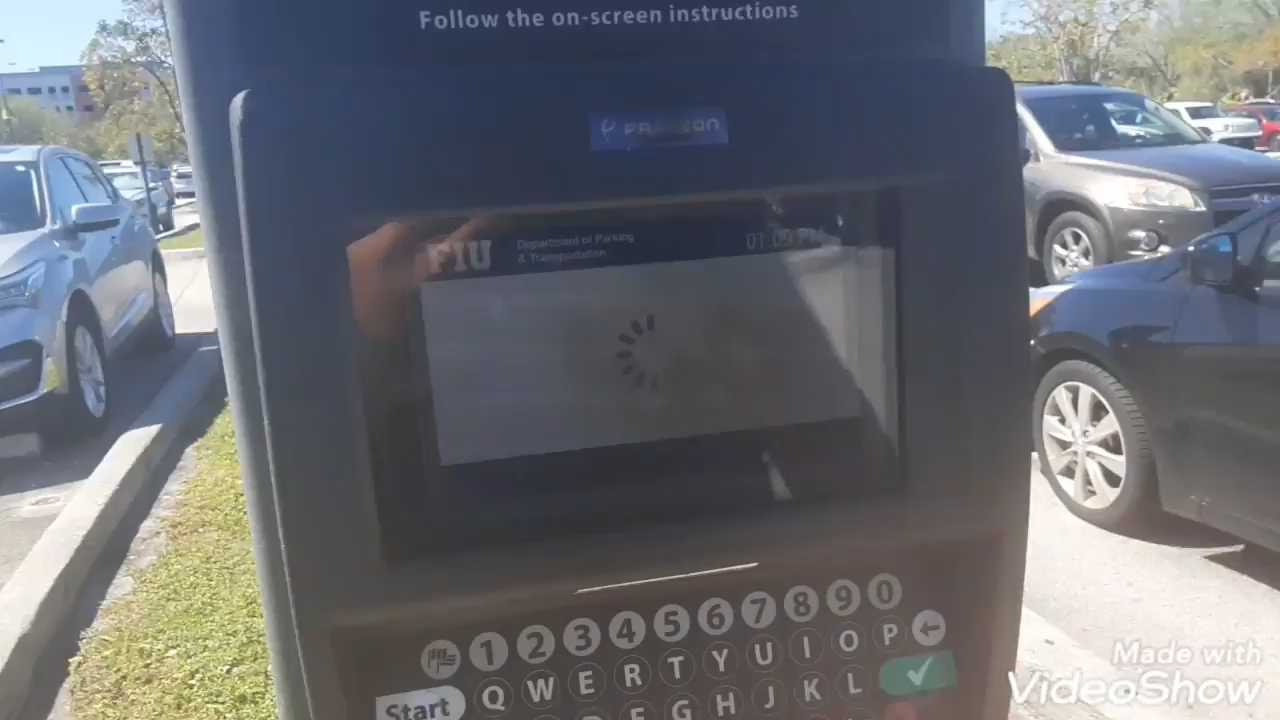 Follow the on-screen instructions
FIU
Department of Parking
& Transportation
01:09 PM
1 2 3 4 5 6 7 8 9 0
Q W E R T Y U I O P
Start
G H J K L
Made with
VideoShow